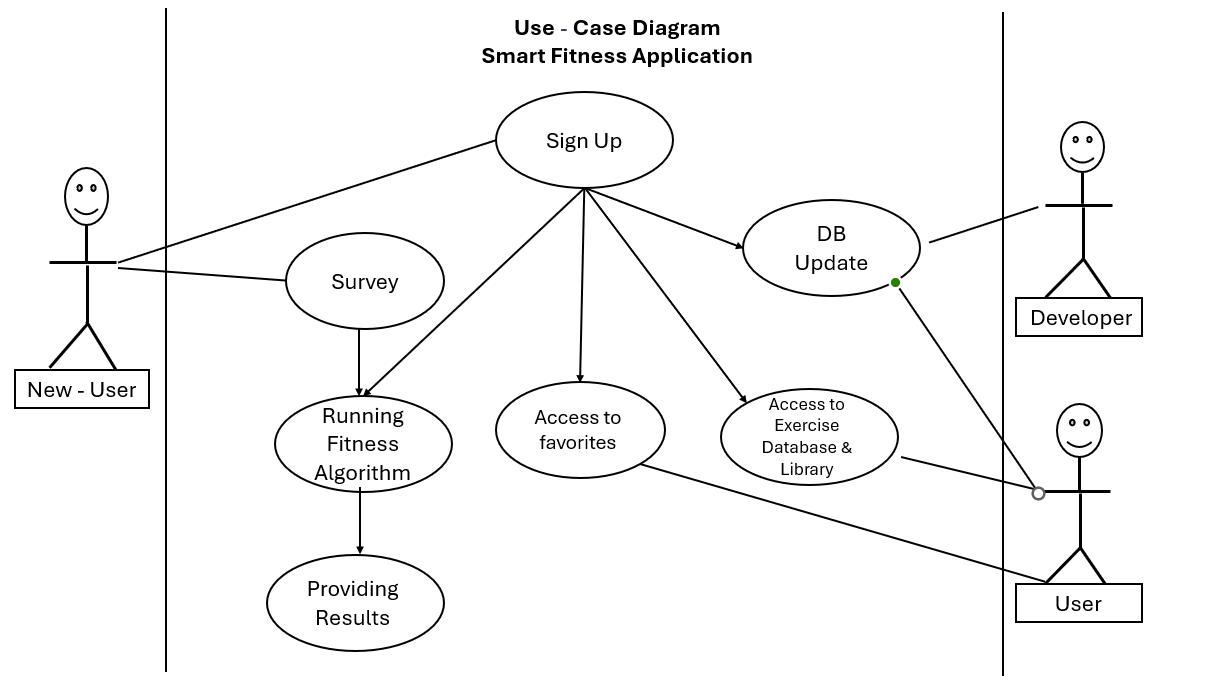 Use - Case Diagram
Smart Fitness Application
Sign Up
DB
Update
Survey
Developer
New - User
Running
Fitness
Algorithm
Access to
favorites
Access to
Exercise
Database &
Library
Providing
Results
User